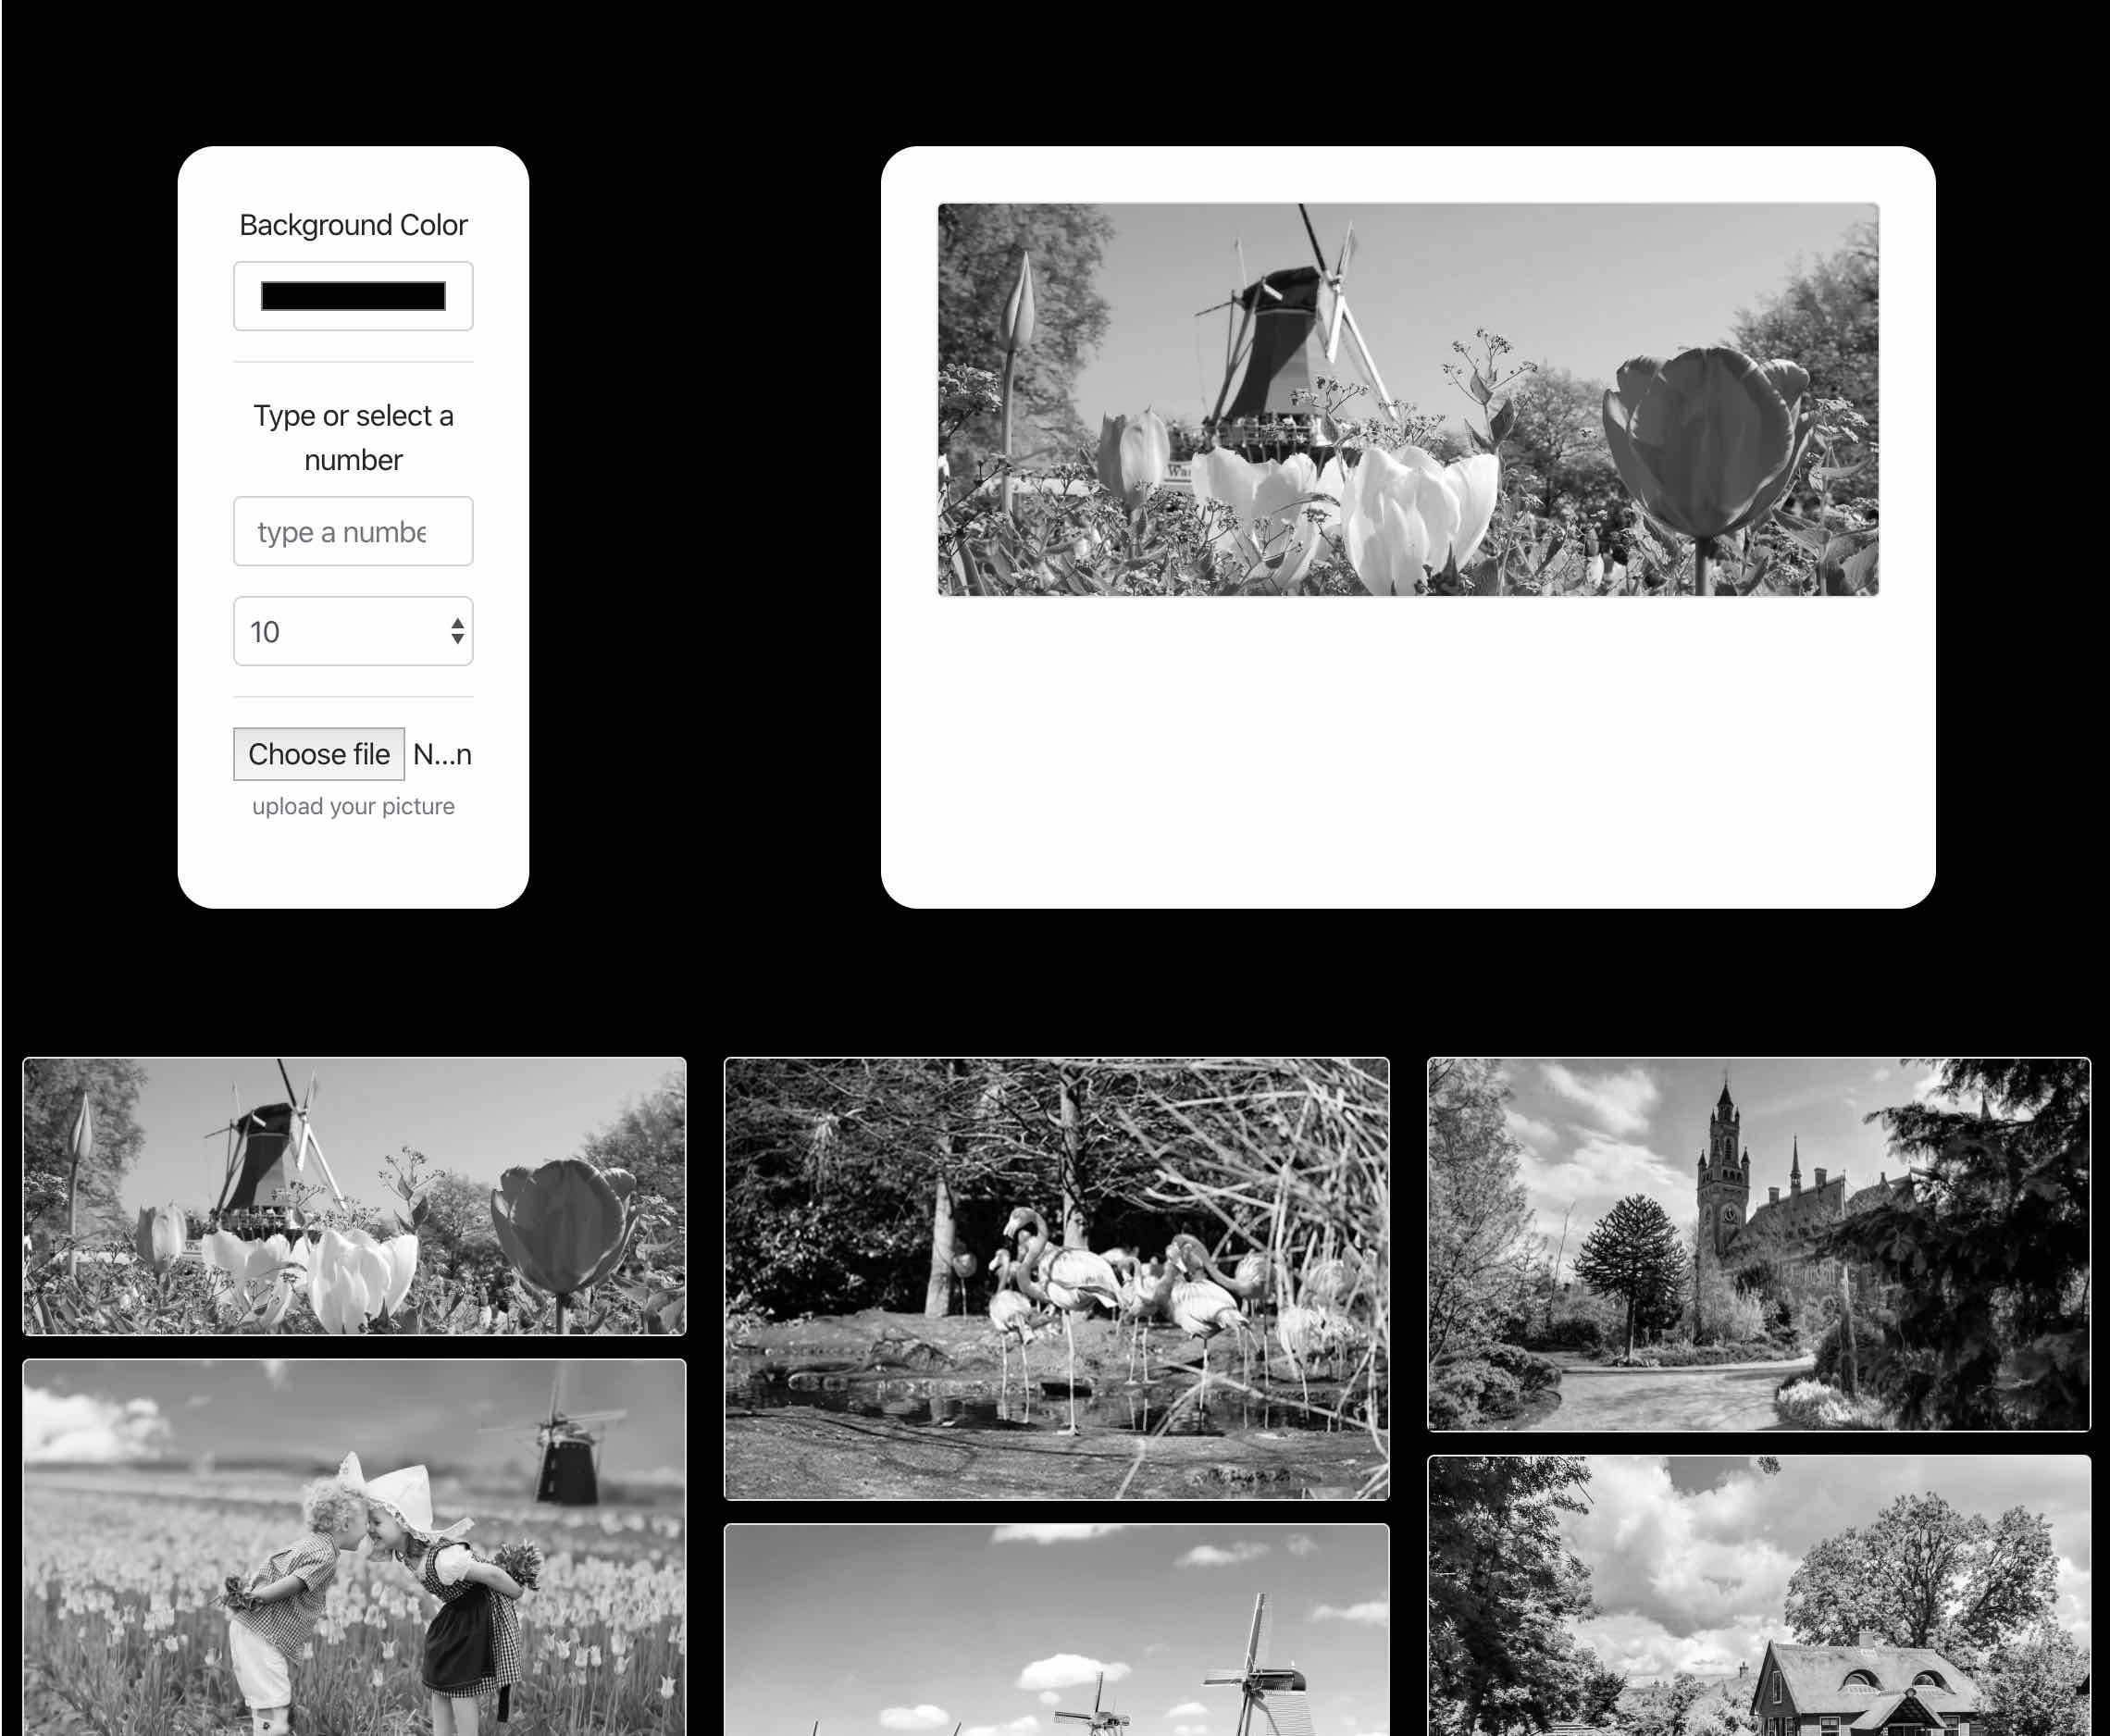 Background Color
Type or select a
number
type a numbe
10
Choose file N...n
upload your picture